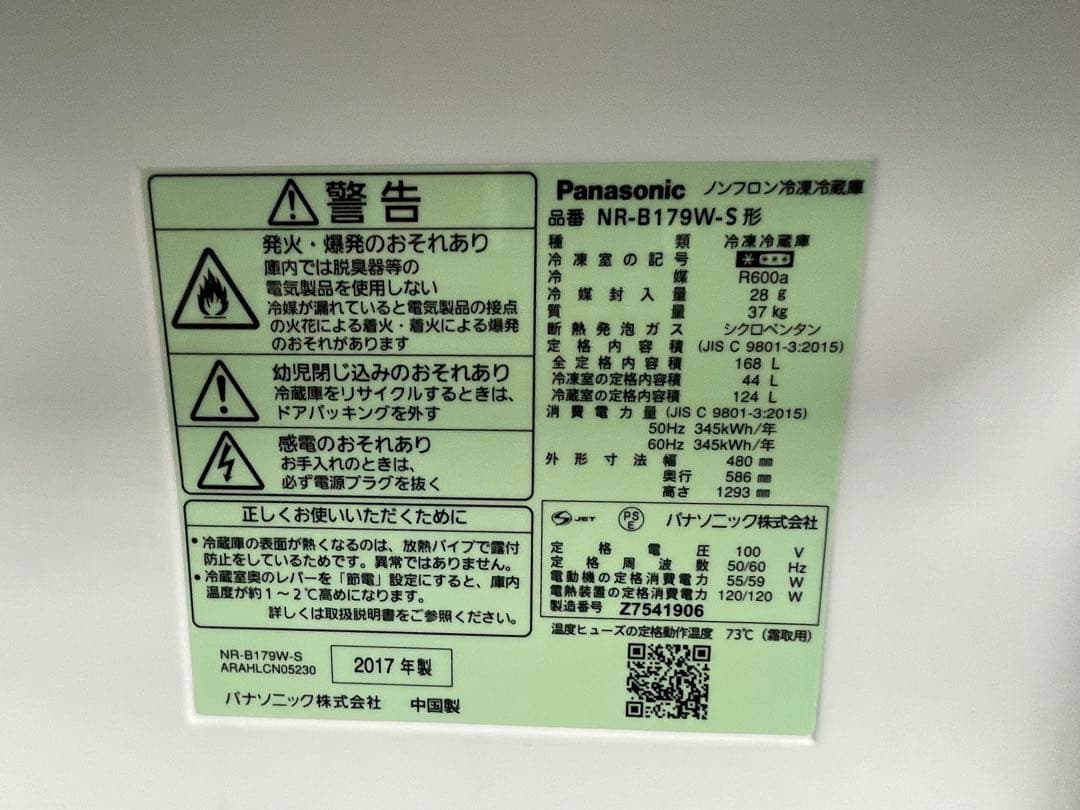 警告
発火・爆発のおそれあり
庫内では脱臭器等の
電気製品を使用しない
冷媒が漏れていると電気製品の接点
の火花による着火・着火による爆発
のおそれがあります
幼児閉じ込みのおそれあり
冷蔵庫をリサイクルするときは、
ドアパッキングを外す
感電のおそれあり
お手入れのときは、
必ず電源プラグを抜く
正しくお使いいただくために
・冷蔵庫の表面が熱くなるのは、放熱パイプで露付
防止をしているためです。異常ではありません。
・冷蔵室奥のレバーを「節電」設定にすると、庫内
温度が約1~2℃高めになります。
詳しくは取扱説明書をご参照ください。
NR-B179W-S
ARAHLCN05230
2017年製
パナソニック株式会社 中国製
Panasonic ノンフロン冷凍冷蔵庫
品番 NR-B179W-S形
種類 冷凍冷蔵庫
冷凍室の記号
冷媒 R600a
冷媒封入量 28 g
質量 37 kg
断熱発泡ガス シクロペンタン
定格内容積 (JIS C 9801-3:2015)
全定格内容積 168 L
冷凍室の定格内容積 44 L
冷蔵室の定格内容積 124 L
消費電力量 (JIS C 9801-3:2015)
50Hz 345kWh/年
60Hz 345kWh/年
外形寸法 幅 480 mm
奥行 586 mm
高さ 1293 mm
JET PS E パナソニック株式会社
定格電圧 100 V
定格周波数 50/60 Hz
電動機の定格消費電力 55/59 W
電熱装置の定格消費電力 120/120 W
製造番号 Z7541906
温度ヒューズの定格動作温度 73℃(霜取用)